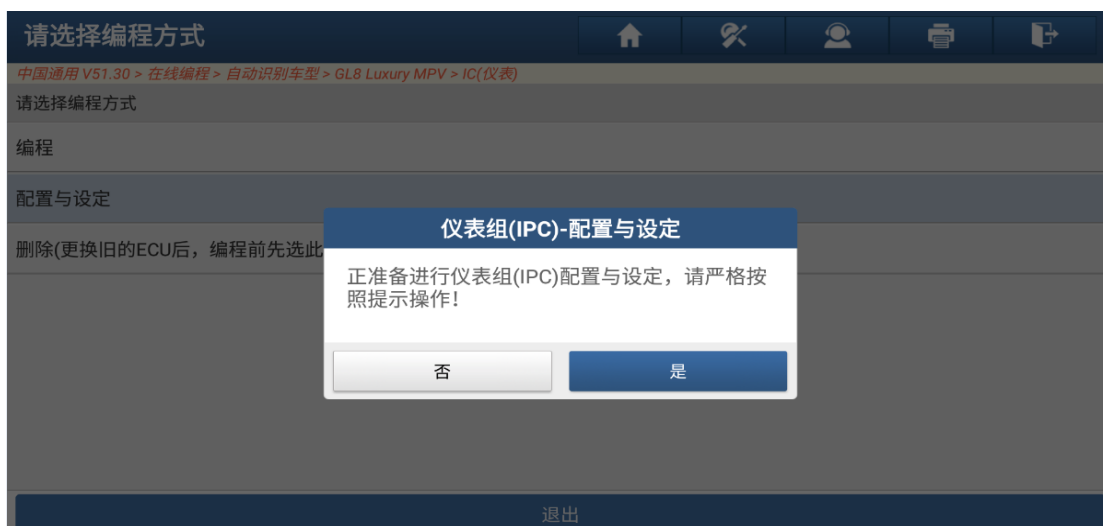 请选择编程方式
中国通用 V51.30 > 在线编程 > 自动识别车型 > GL8 Luxury MPV > IC(仪表)
请选择编程方式
编程
配置与设定
删除(更换旧的ECU后，编程前先选此
仪表组(IPC)-配置与设定
正准备进行仪表组(IPC)配置与设定，请严格按
照提示操作！
否
是
退出